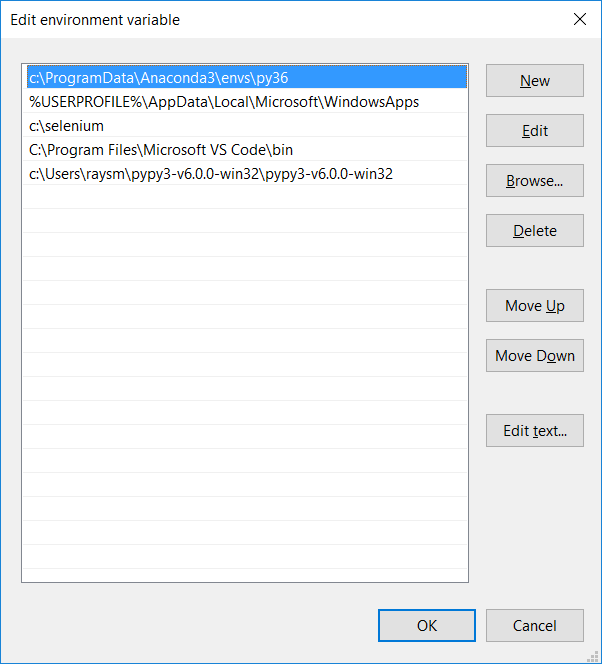 Edit environment variable
c:\ProgramData\Anaconda3\envs\py36
%USERPROFILE%\AppData\Local\Microsoft\WindowsApps
c:\selenium
C:\Program Files\Microsoft VS Code\bin
c:\Users\raysm\pypy3-v6.0.0-win32\pypy3-v6.0.0-win32
New
Edit
Browse...
Delete
Move Up
Move Down
Edit text...
OK
Cancel